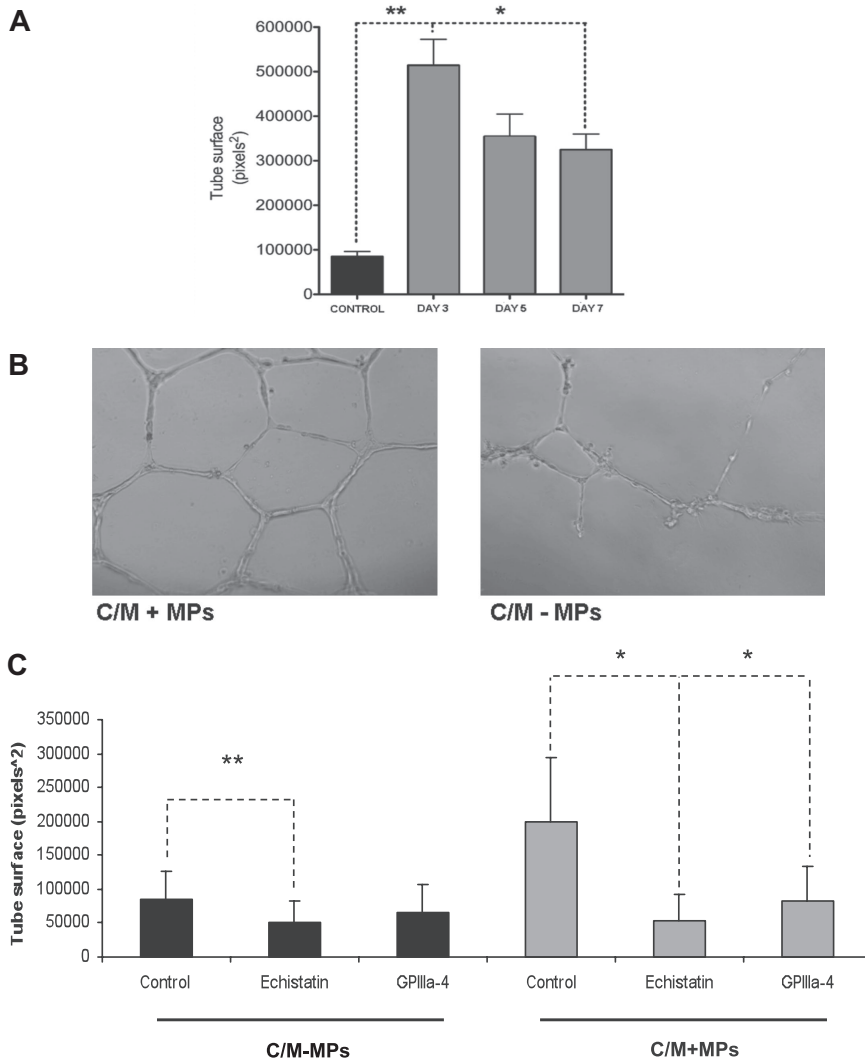 A
** *
600000
500000
400000
300000
200000
100000
0
Tube surface
(pixels²)
CONTROL DAY 3 DAY 5 DAY 7
B
C/M + MPs C/M - MPs
C
* *
**
350000
300000
250000
200000
150000
100000
50000
0
Tube surface (pixels^2)
Control Echistatin GPIIIa-4 Control Echistatin GPIIIa-4
C/M-MPs C/M+MPs